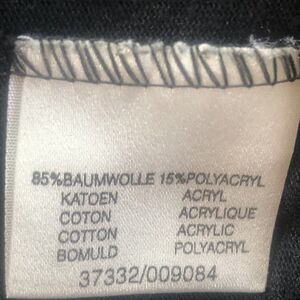 85%BAUMWOLLE 15%POLYACRYL
KATOEN ACRYL
COTON ACRYLIQUE
COTTON ACRYLIC
BOMULD POLYACRYL
37332/009084